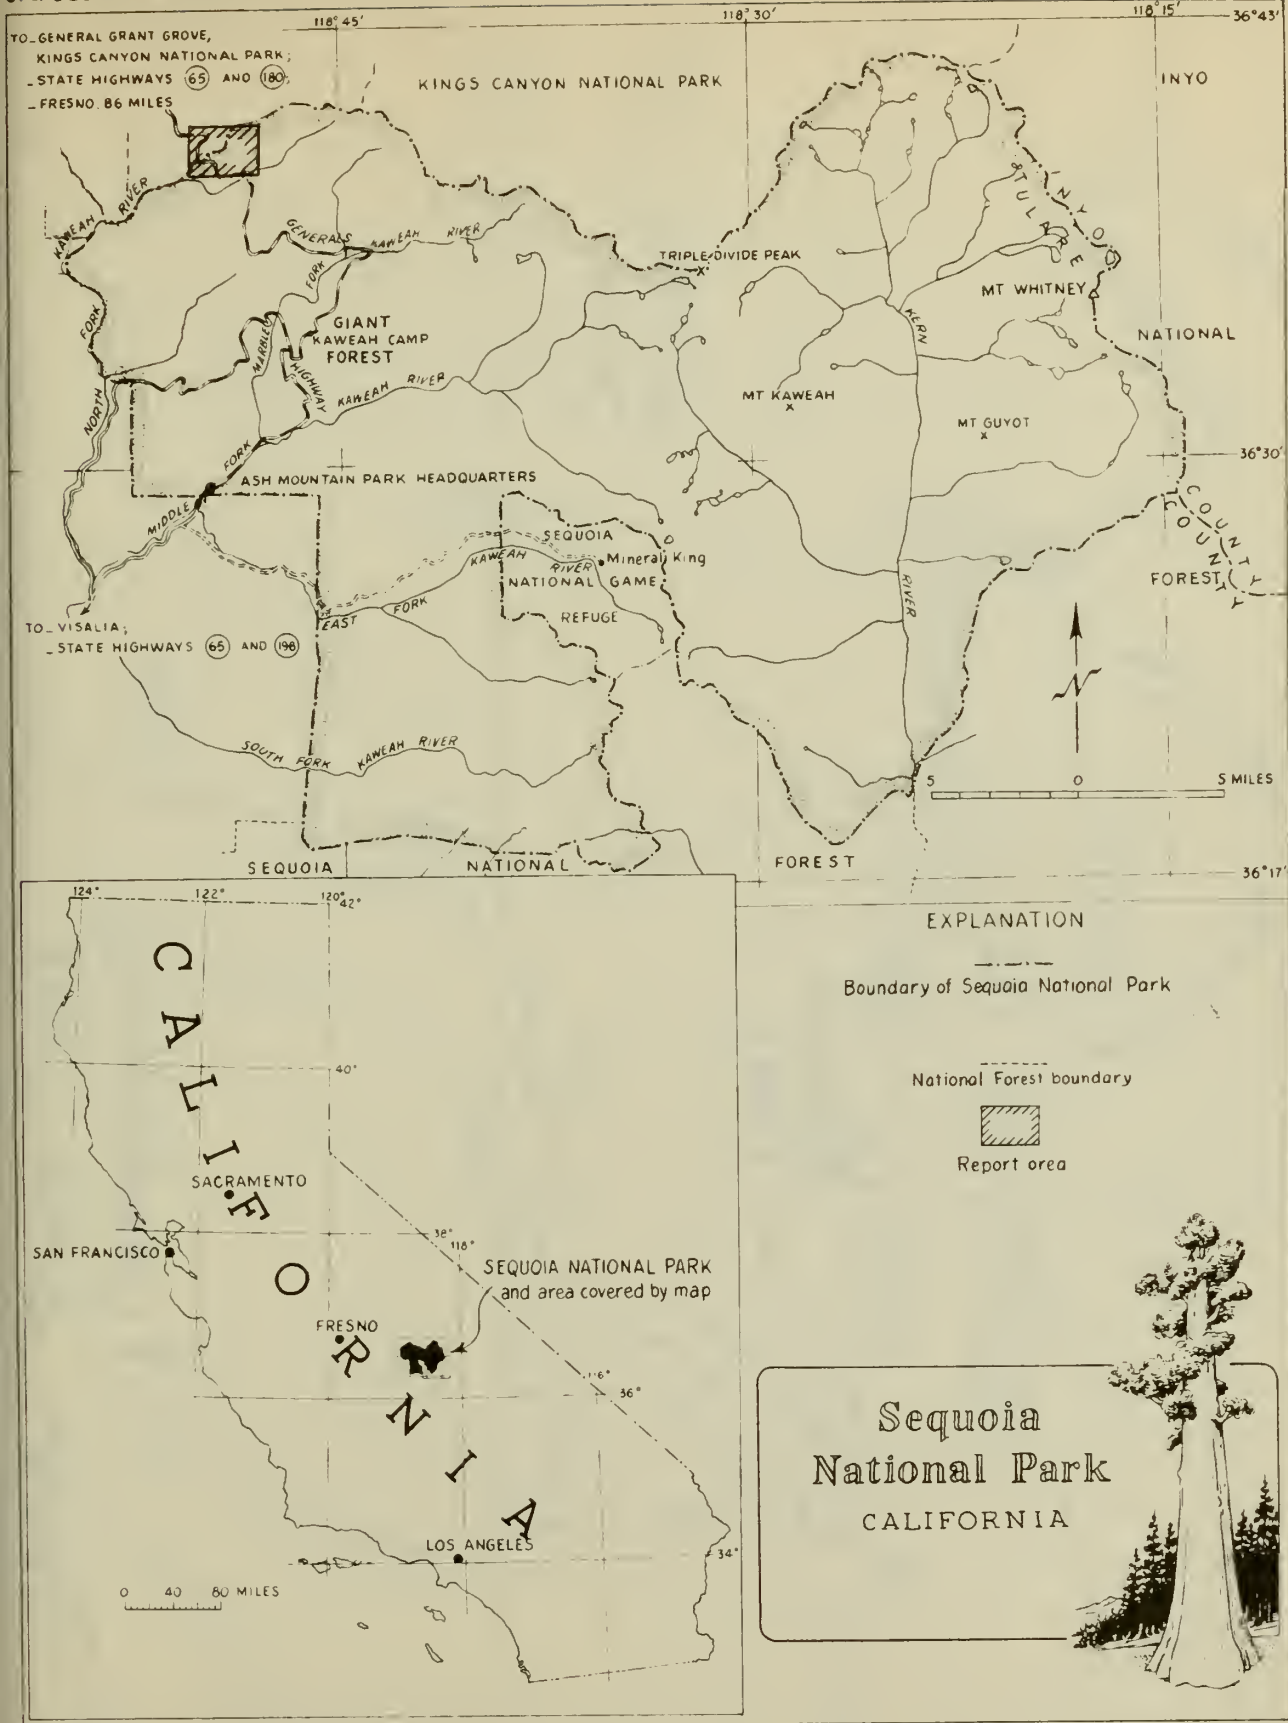 118°45'
118°30'
118°15'
36°43'
TO_GENERAL GRANT GROVE,
KINGS CANYON NATIONAL PARK;
_STATE HIGHWAYS 65 AND 180;
_FRESNO. 86 MILES
KINGS CANYON NATIONAL PARK
INYO
KAWEAH RIVER
GENERALS
KAWEAH RIVER
FORK
TRIPLE DIVIDE PEAK
INYO
TULARE
MT WHITNEY
NATIONAL
FORK
GIANT
KAWEAH CAMP
FOREST
MARBLE
HIGHWAY
KERN
KAWEAH RIVER
MT KAWEAH
MT GUYOT
NORTH
FORK
36°30'
ASH MOUNTAIN PARK HEADQUARTERS
MIDDLE
COUNTY
COUNTY
SEQUOIA
KAWEAH RIVER
Mineral King
NATIONAL GAME
REFUGE
RIVER
FOREST
EAST FORK
TO_VISALIA;
_STATE HIGHWAYS 65 AND 198
SOUTH FORK KAWEAH RIVER
5 0 5 MILES
SEQUOIA NATIONAL FOREST
36°17'
124° 122° 120°
42°
EXPLANATION
Boundary of Sequoia National Park
National Forest boundary
Report area
CALIFORNIA
40°
SACRAMENTO
38°
118°
SAN FRANCISCO
SEQUOIA NATIONAL PARK
and area covered by map
FRESNO
116°
36°
LOS ANGELES
34°
0 40 80 MILES
Sequoia
National Park
CALIFORNIA